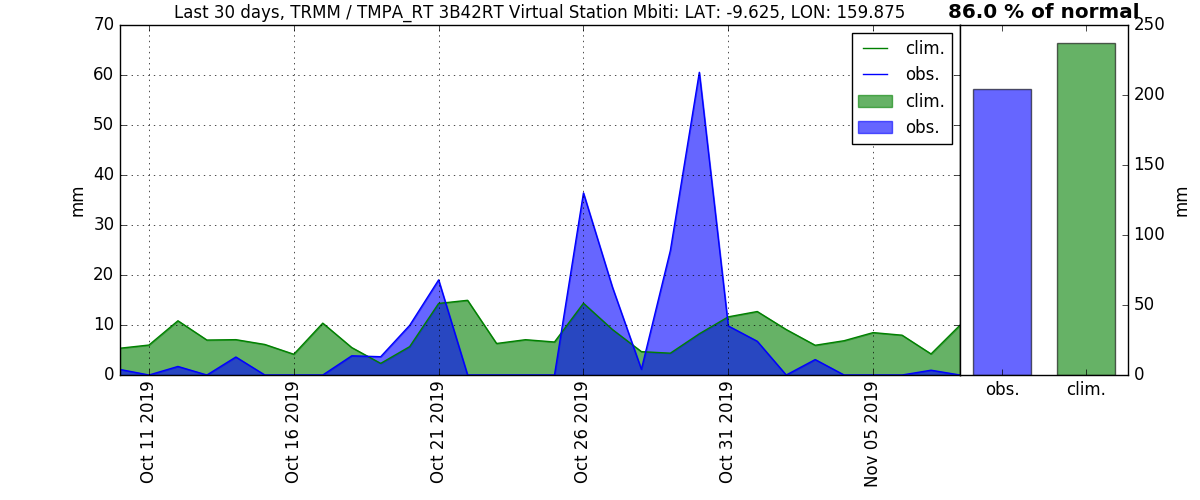 Last 30 days, TRMM / TMPA_RT 3B42RT Virtual Station Mbiti: LAT: -9.625, LON: 159.875
86.0 % of normal
70
60
50
40
30
20
10
0
mm
clim.
obs.
clim.
obs.
Oct 11 2019
Oct 16 2019
Oct 21 2019
Oct 26 2019
Oct 31 2019
Nov 05 2019
250
200
150
100
50
0
mm
obs. clim.